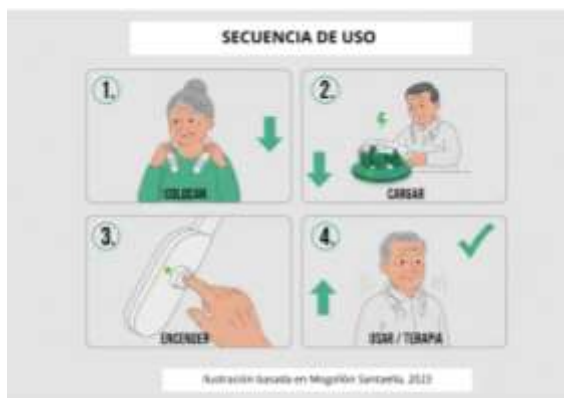 SECUENCIA DE USO
1.
COLOCAR
2.
CARGAR
3.
ENCENDER
4.
USAR / TERAPIA
Ilustración basada en Mogollón Santaella, 2023